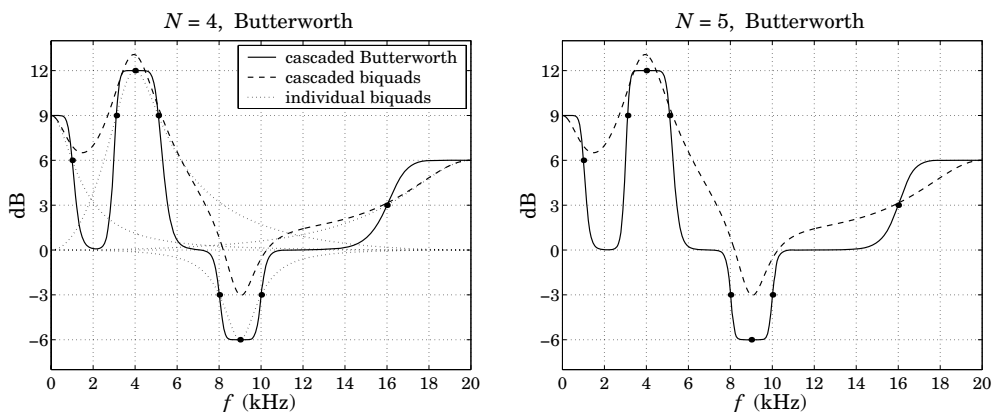 N = 4, Butterworth
cascaded Butterworth
cascaded biquads
individual biquads
dB
12
9
6
3
0
−3
−6
0 2 4 6 8 10 12 14 16 18 20
f (kHz)
N = 5, Butterworth
dB
12
9
6
3
0
−3
−6
0 2 4 6 8 10 12 14 16 18 20
f (kHz)